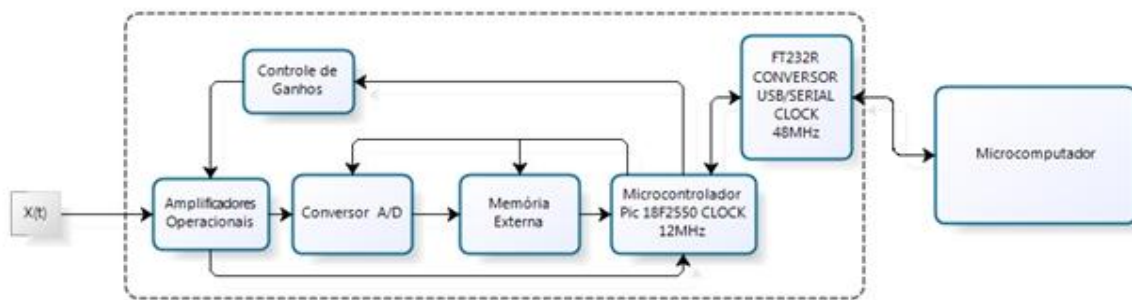 X(t)
Controle de
Ganhos
Amplificadores
Operacionais
Conversor A/D
Memória
Externa
Microcontrolador
Pic 18F2550 CLOCK
12MHz
FT232R
CONVERSOR
USB/SERIAL
CLOCK
48MHz
Microcomputador